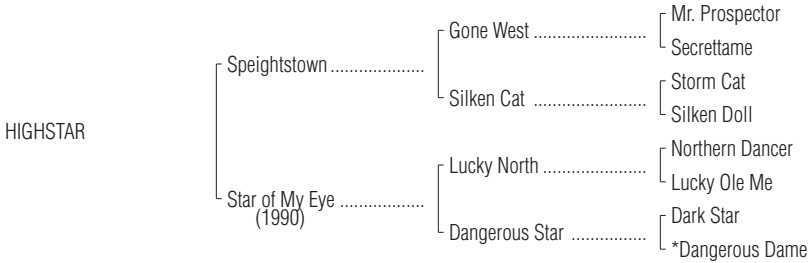 Mr. Prospector
Gone West ........................
Secrettame
Speightstown ....................
Storm Cat
Silken Cat ........................
Silken Doll
HIGHSTAR
Northern Dancer
Lucky North ......................
Lucky Ole Me
Star of My Eye ..................
(1990)
Dark Star
Dangerous Star ................
*Dangerous Dame